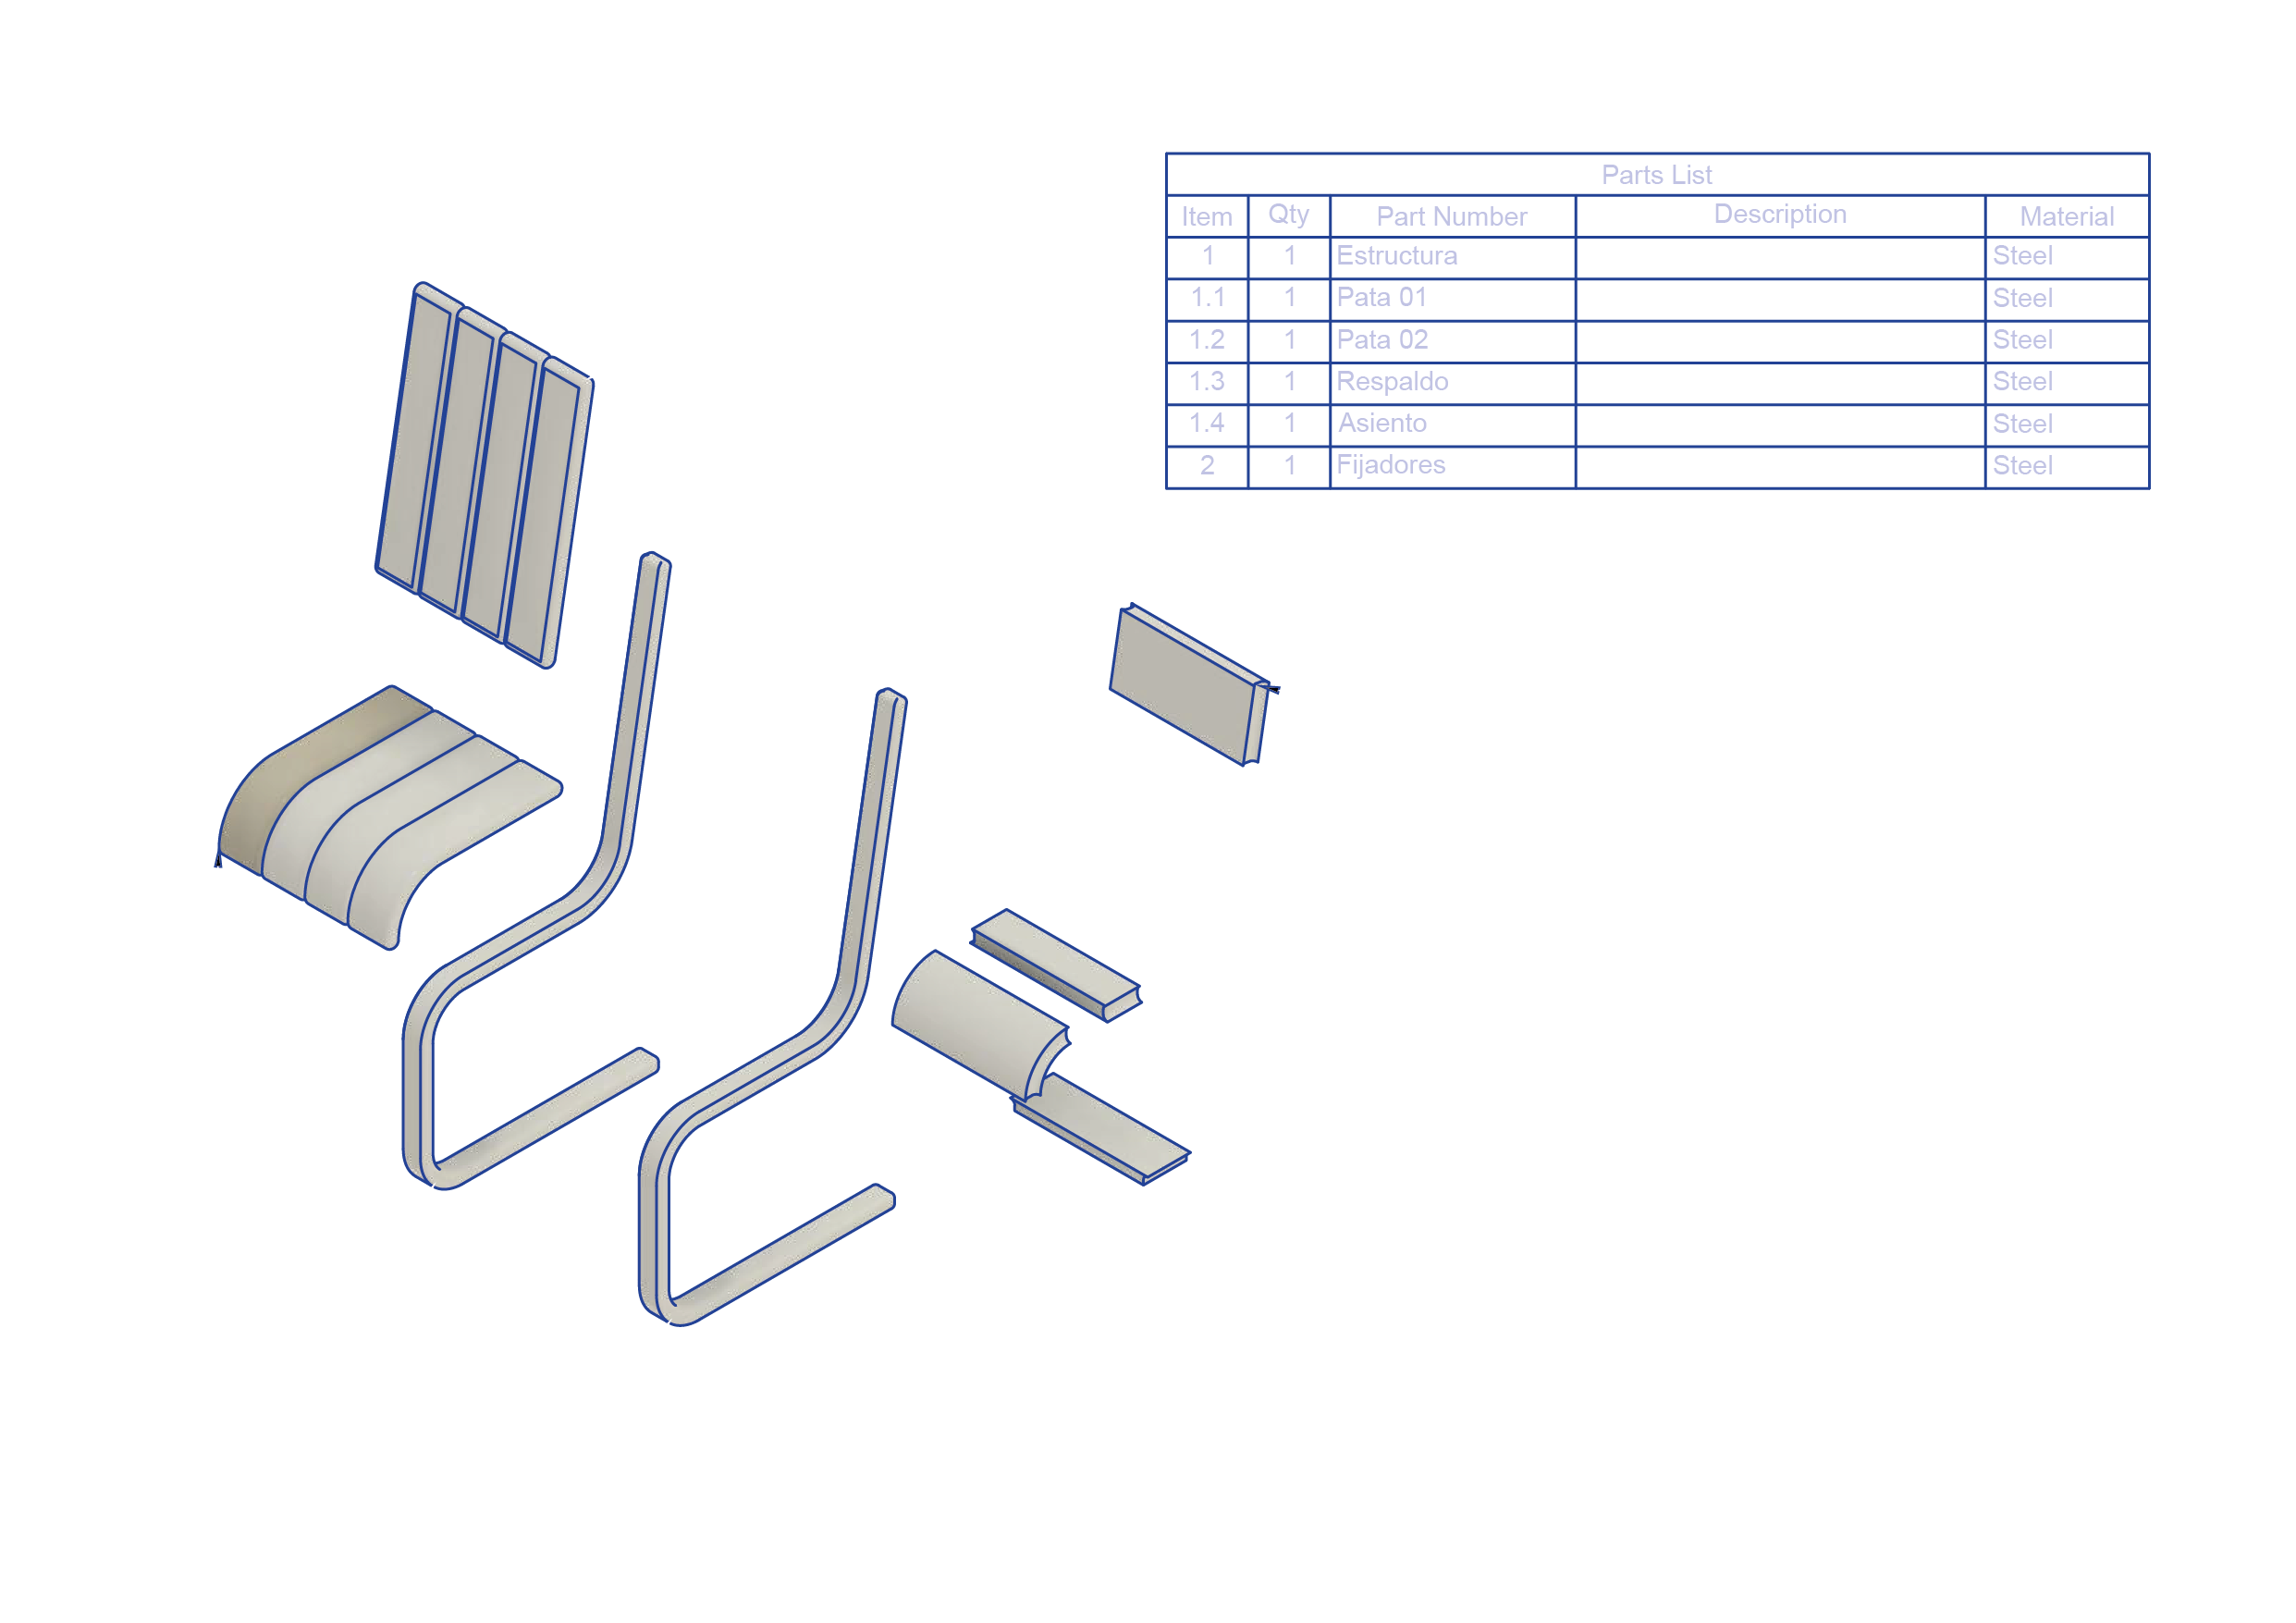 Parts List
Item Qty Part Number Description Material
1 1 Estructura Steel
1.1 1 Pata 01 Steel
1.2 1 Pata 02 Steel
1.3 1 Respaldo Steel
1.4 1 Asiento Steel
2 1 Fijadores Steel